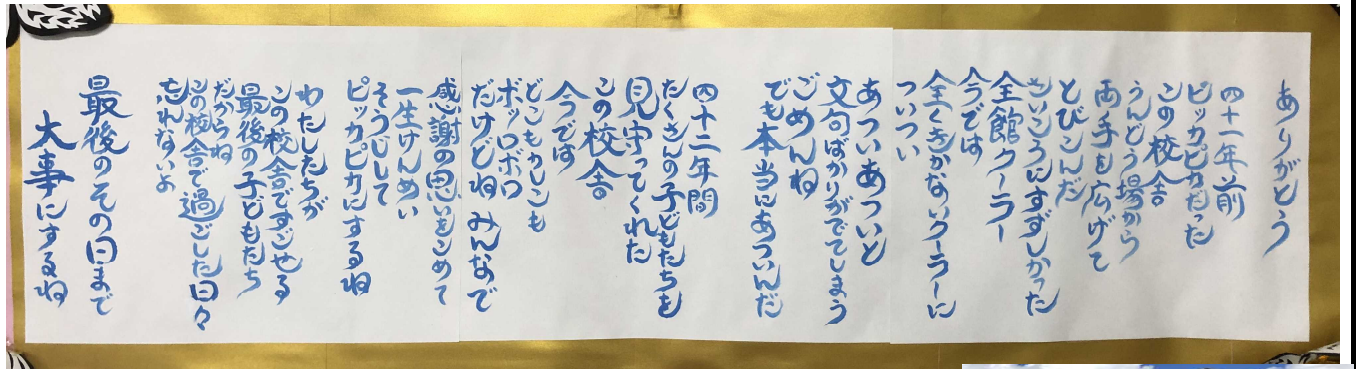 ありがとう
四十二年前
ピッカピカだった
この校舎
うんどう場から
両手を広げて
とびこんだ
さいころにすずしかった
全館クーラー
今では
全くきかないクーラーに
ついつい
あついあついと
文句ばかりがでてしまう
ごめんね
でも本当にあついんだ
四十二年間
たくさんの子どもたちを
見守ってくれた
この校舎
今では
どこもかしこも
ボッロボロ
だけどね みんなで
感謝の思いをこめて
一生けんめい
そうじして
ピッカピカにするね
わたしたちが
この校舎ですごせる
最後の子どもたち
だからね
この校舎で過ごした日々
忘れないよ
最後のその日まで
大事にするね